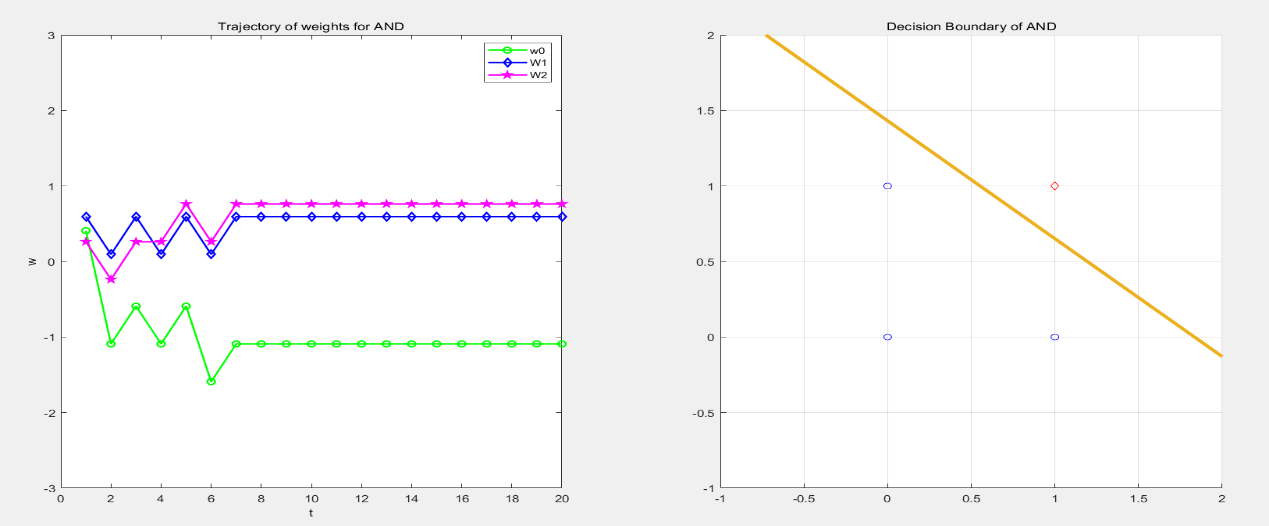 Trajectory of weights for AND
3
2
1
0
-1
-2
-3
w
0 2 4 6 8 10 12 14 16 18 20
t
w0
W1
W2
Decision Boundary of AND
2
1.5
1
0.5
0
-0.5
-1
-1 -0.5 0 0.5 1 1.5 2